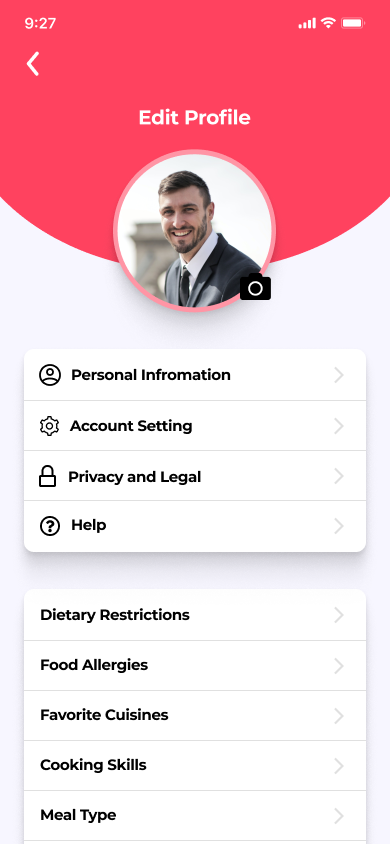 9:27
Edit Profile
Personal Infromation
Account Setting
Privacy and Legal
Help
Dietary Restrictions
Food Allergies
Favorite Cuisines
Cooking Skills
Meal Type